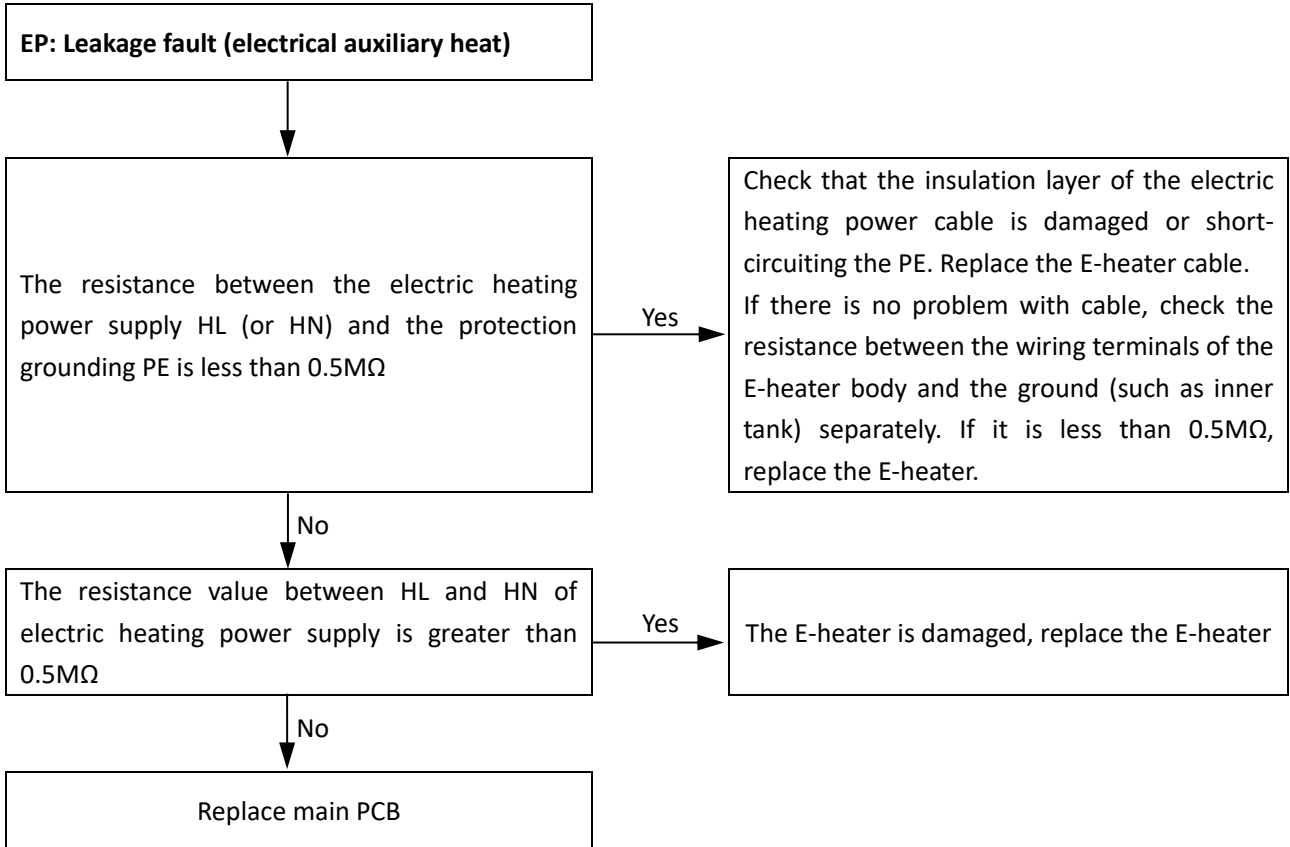 EP: Leakage fault (electrical auxiliary heat)
The resistance between the electric heating
power supply HL (or HN) and the protection
grounding PE is less than 0.5MΩ
Yes
Check that the insulation layer of the electric
heating power cable is damaged or short-
circuiting the PE. Replace the E-heater cable.
If there is no problem with cable, check the
resistance between the wiring terminals of the
E-heater body and the ground (such as inner
tank) separately. If it is less than 0.5MΩ,
replace the E-heater.
No
The resistance value between HL and HN of
electric heating power supply is greater than
0.5MΩ
Yes
The E-heater is damaged, replace the E-heater
No
Replace main PCB